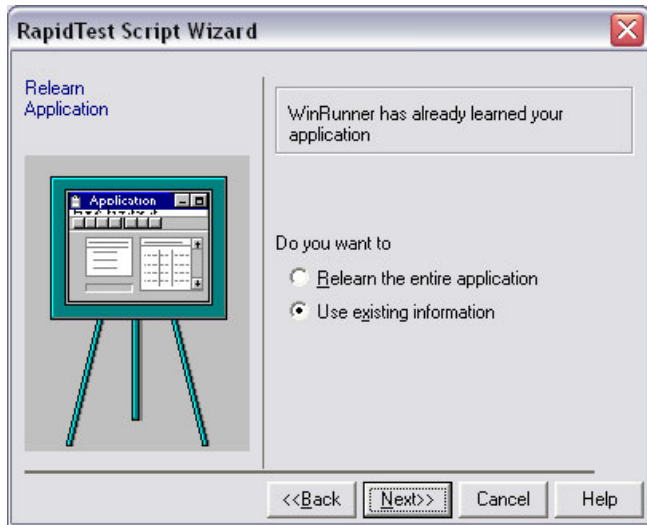 RapidTest Script Wizard
Relearn
Application
WinRunner has already learned your
application
Application
Do you want to
Relearn the entire application
Use existing information
<<Back
Next>>
Cancel
Help